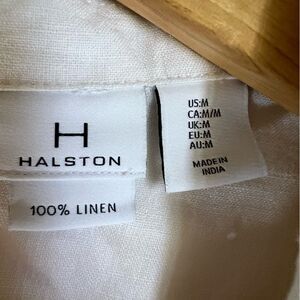 H
HALSTON
100% LINEN
US:M
CA:M/M
UK:M
EU:M
AU:M
MADE IN
INDIA